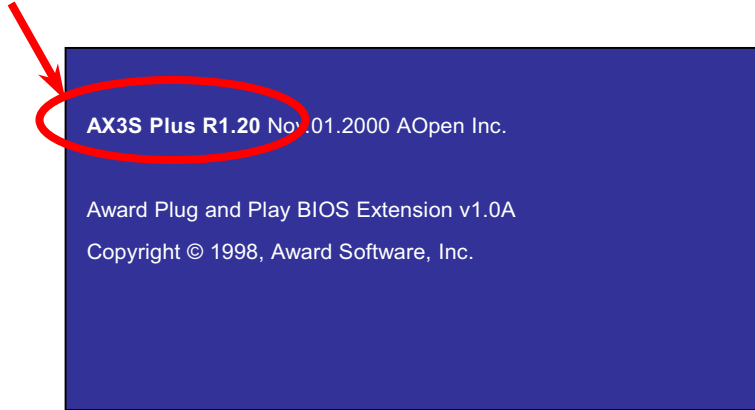 AX3S Plus R1.20 Nov.01.2000 AOpen Inc.
Award Plug and Play BIOS Extension v1.0A
Copyright © 1998, Award Software, Inc.